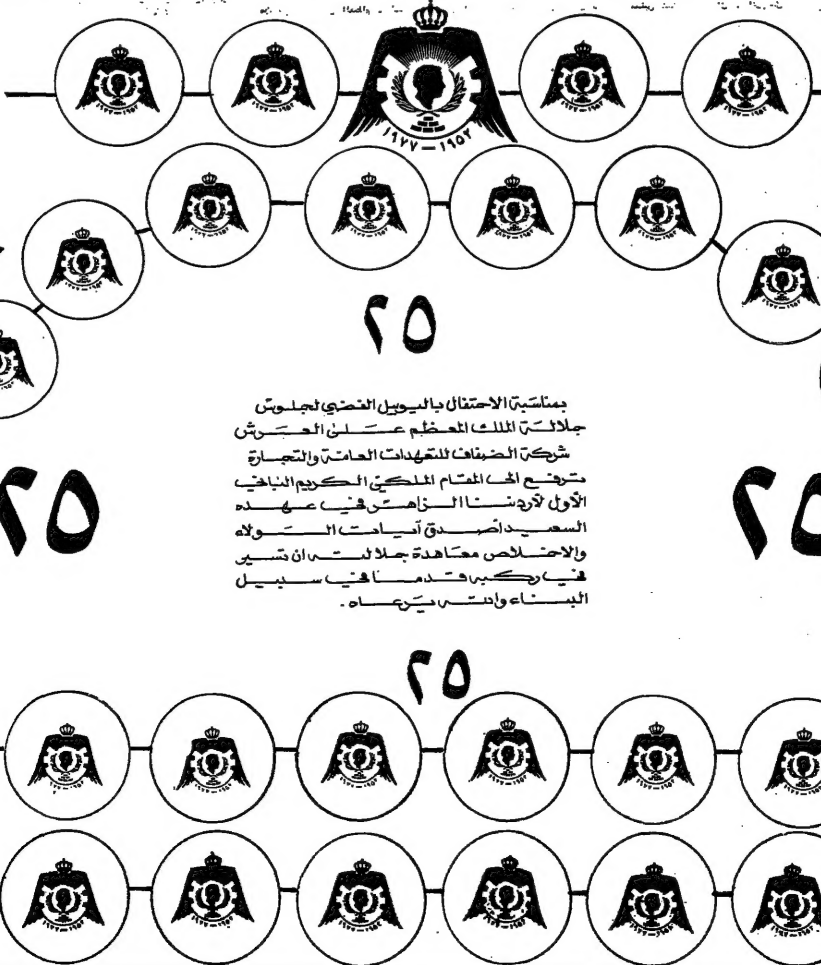 ١٩٥٢ — ١٩٧٧
٢٥
بمناسبة الاحتفال باليوبيل الفضي لجلوس
جلالة الملك المعظم على العرش
شركة الضفاف للتعهدات العامة والتجارة
ترفع الى المقام الملكي الكريم الباني
الأول لأردننا الزاهر في عهده
السعيد أصدق آيات الولاء
والاخلاص معاهدة جلالته ان تسير
في ركبه قدما في سبيل
البناء والله يرعاه .
٢٥
٢٥
٢٥